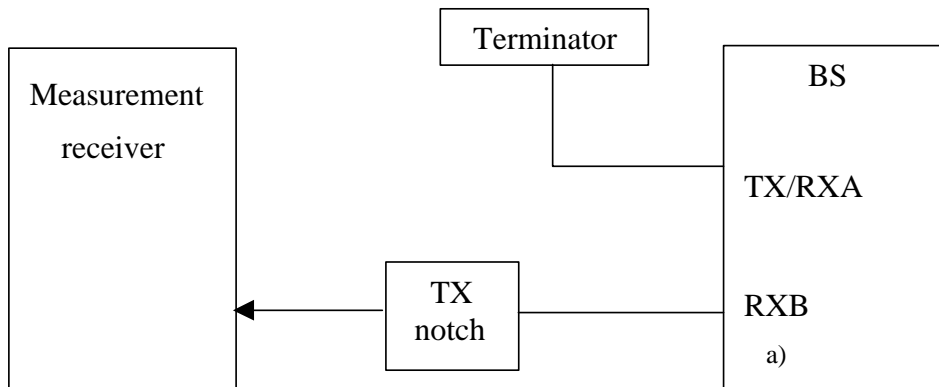 Terminator
Measurement
receiver
BS
TX/RXA
TX
notch
RXB
a)